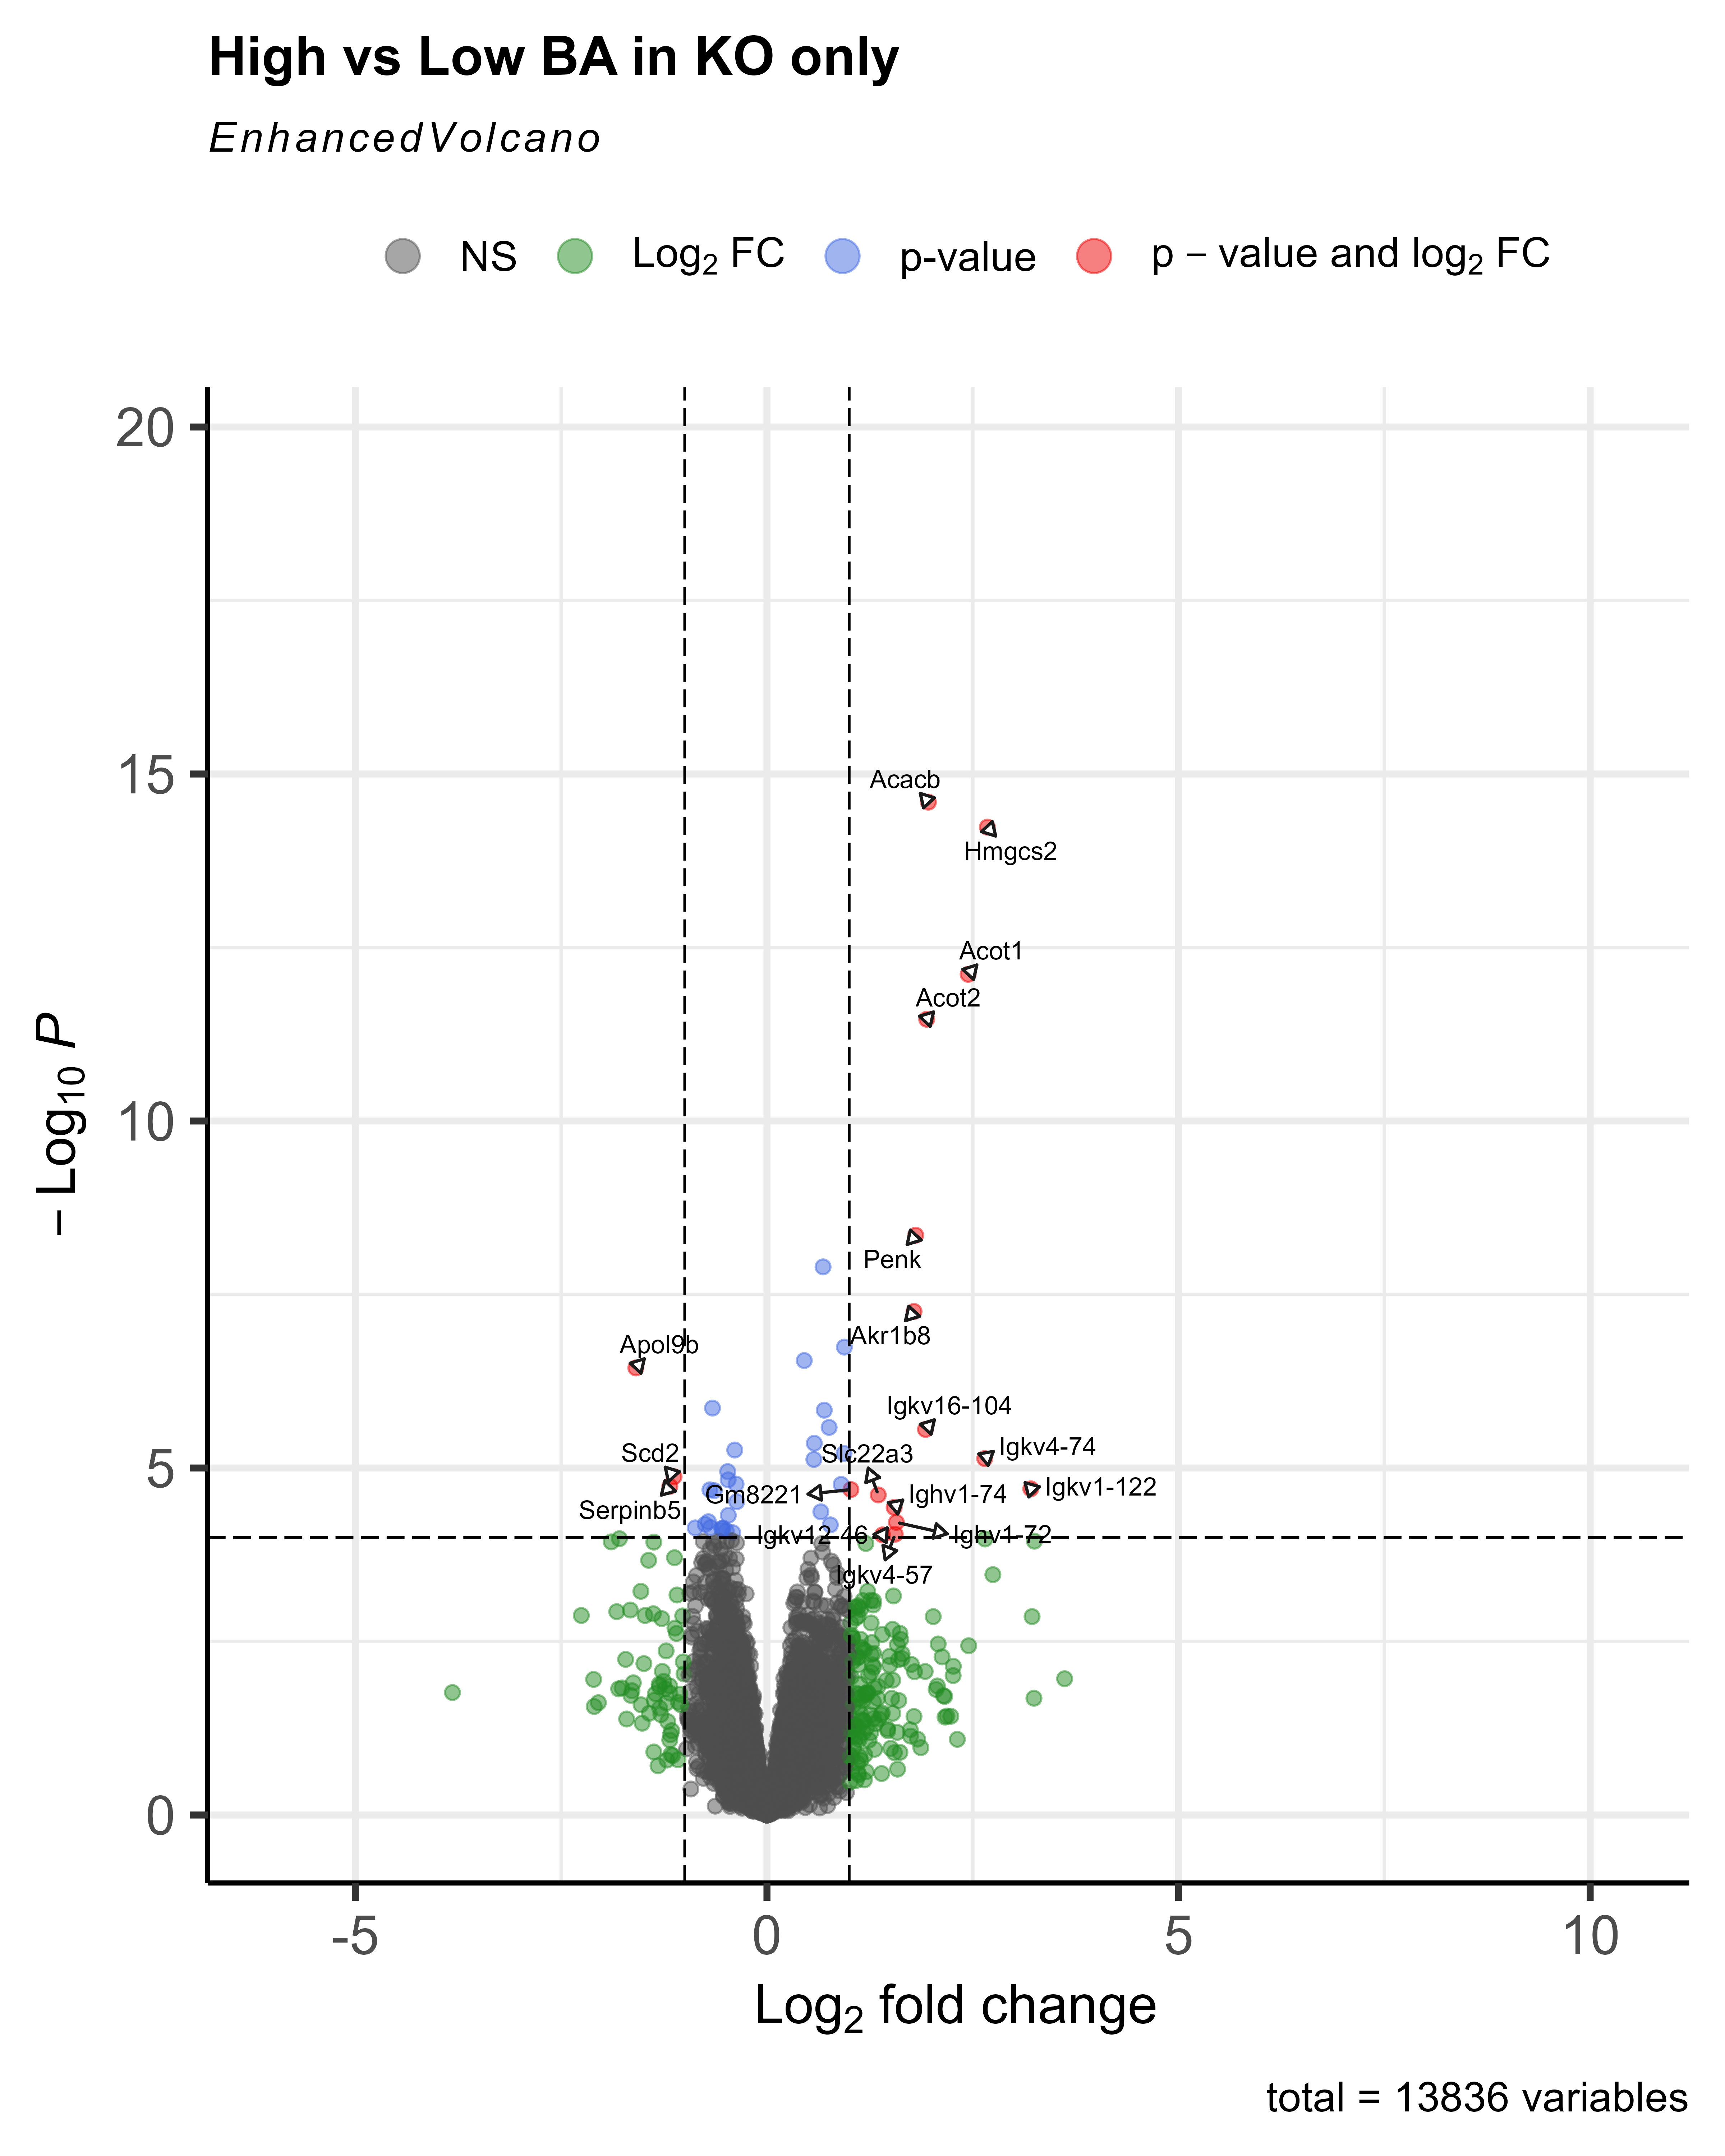 High vs Low BA in KO only
EnhancedVolcano
NS Log2 FC p-value p − value and log2 FC
20
15
10
5
0
− Log10 P
Acacb
Hmgcs2
Acot1
Acot2
Penk
Akr1b8
Apol9b
Igkv16-104
Scd2
Slc22a3
Igkv4-74
Serpinb5
Gm8221
Ighv1-74
Igkv1-122
Igkv12-46
Ighv1-72
Igkv4-57
-5 0 5 10
Log2 fold change
total = 13836 variables